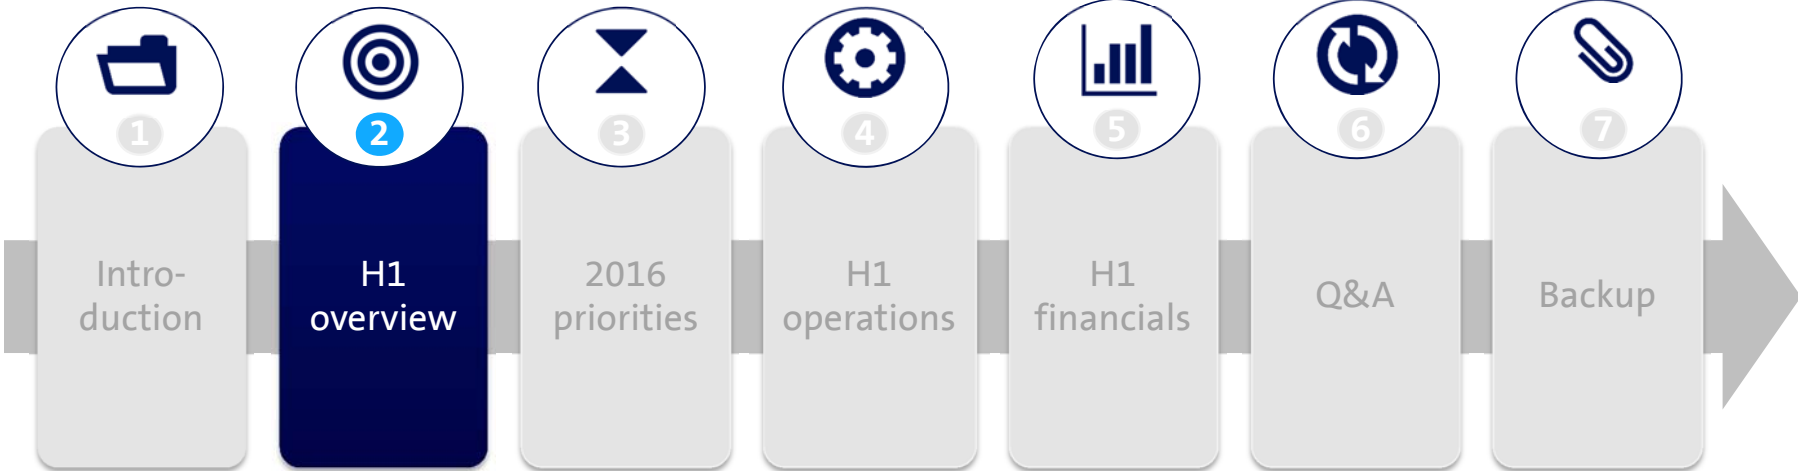 1
2
3
4
5
6
7
Intro-
duction
H1
overview
2016
priorities
H1
operations
H1
financials
Q&A
Backup